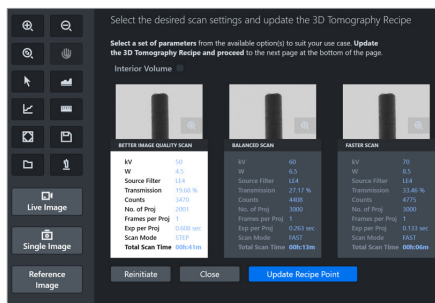 Select the desired scan settings and update the 3D Tomography Recipe
Select a set of parameters from the available option(s) to suit your use case. Update
the 3D Tomography Recipe and proceed to the next page at the bottom of the page.
Interior Volume
BETTER IMAGE QUALITY SCAN
kV 50
W 4.5
Source Filter LE4
Transmission 19.68 %
Counts 3470
No. of Proj 2001
Frames per Proj 1
Exp per Proj 0.608 sec
Scan Mode STEP
Total Scan Time 00h:41m
BALANCED SCAN
kV 60
W 6.5
Source Filter LE4
Transmission 27.17 %
Counts 4408
No. of Proj 3000
Frames per Proj 1
Exp per Proj 0.263 sec
Scan Mode FAST
Total Scan Time 00h:13m
FASTER SCAN
kV 70
W 8.5
Source Filter LE4
Transmission 33.46 %
Counts 4775
No. of Proj 3000
Frames per Proj 1
Exp per Proj 0.133 sec
Scan Mode FAST
Total Scan Time 00h:06m
Live Image
Single Image
Reference
Image
Reinitiate
Close
Update Recipe Point